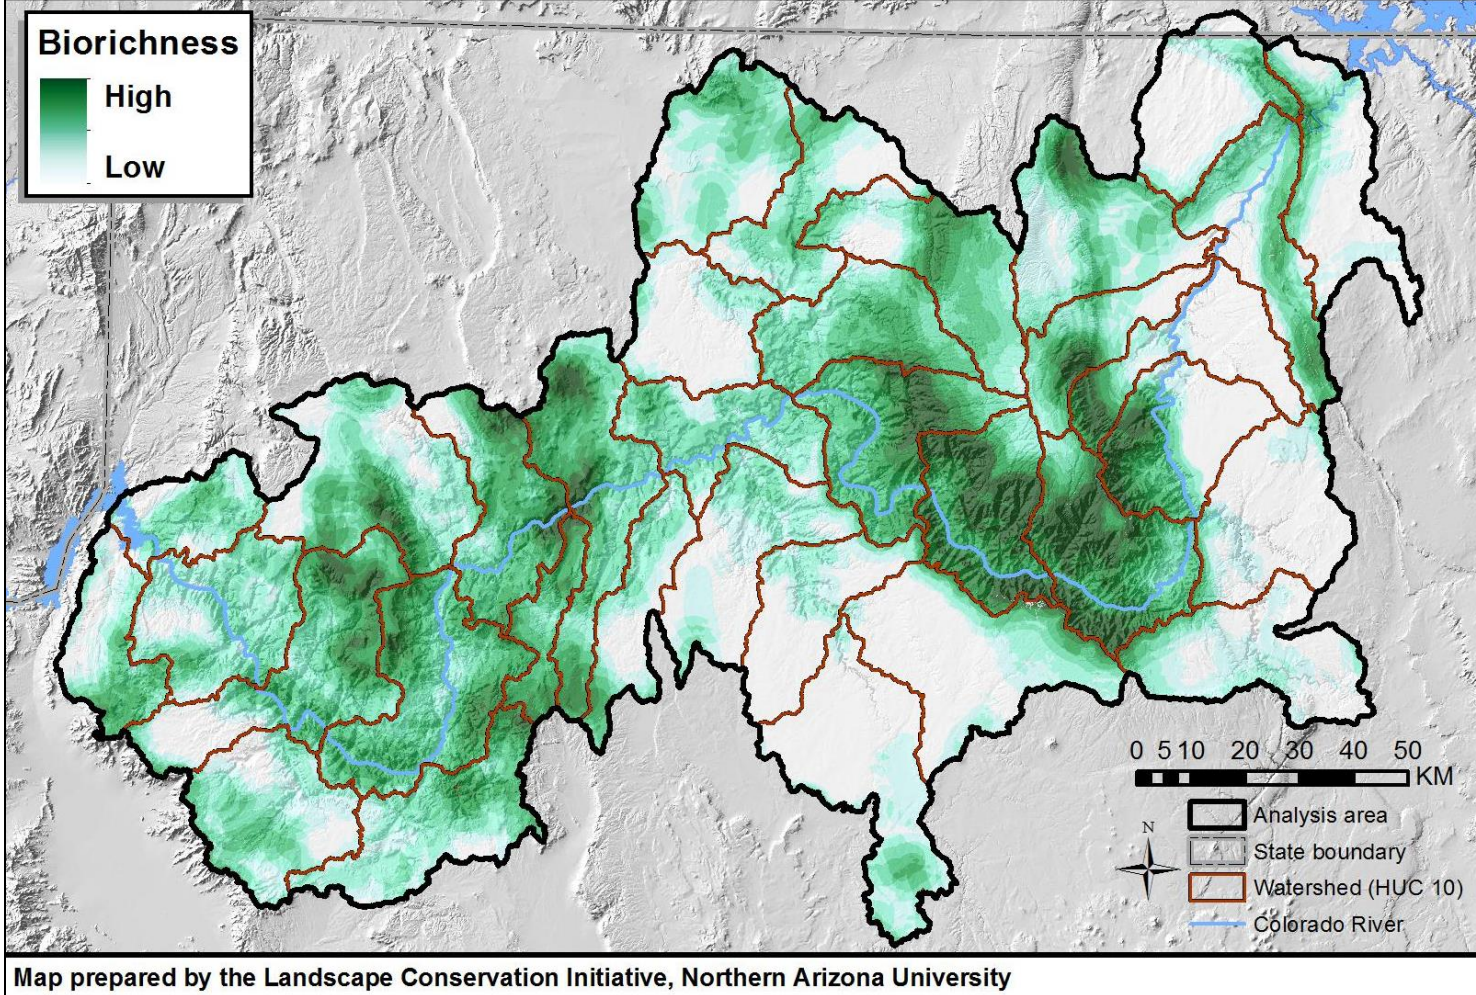 Biorichness
High
Low
0 5 10 20 30 40 50
KM
Analysis area
N
State boundary
Watershed (HUC 10)
Colorado River
Map prepared by the Landscape Conservation Initiative, Northern Arizona University